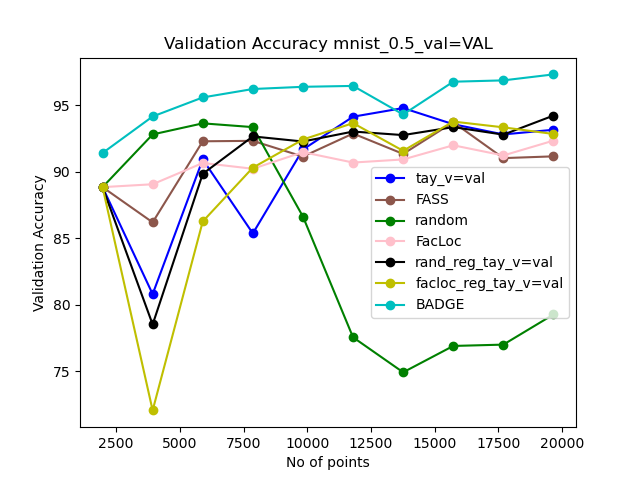 Validation Accuracy mnist_0.5_val=VAL
Validation Accuracy
95
90
85
80
75
tay_v=val
FASS
random
FacLoc
rand_reg_tay_v=val
facloc_reg_tay_v=val
BADGE
2500 5000 7500 10000 12500 15000 17500 20000
No of points